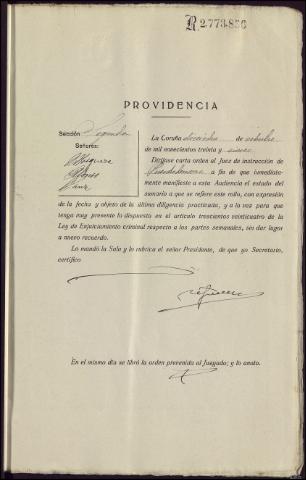 R 2.773.856
PROVIDENCIA
Sección Segunda
Señores:
La Coruña dieciocho de octubre
de mil novecientos treinta y cinco
Diríjase carta orden al Juez de instrucción de
a fin de que inmediata-
mente manifieste a esta Audiencia el estado del
sumario a que se refiere este rollo, con expresión
de la fecha y objeto de la última diligencia practicada, y a la vez para que
tenga muy presente lo dispuesto en el artículo trescientos veinticuatro de la
Ley de Enjuiciamiento criminal respecto a los partes semanales, sin dar lugar
a nuevo recuerdo.
Lo mandó la Sala y lo rubrica el señor Presidente, de que yo Secretario,
certifico
En el mismo día se libró la orden prevenida al Juzgado; y lo anoto.